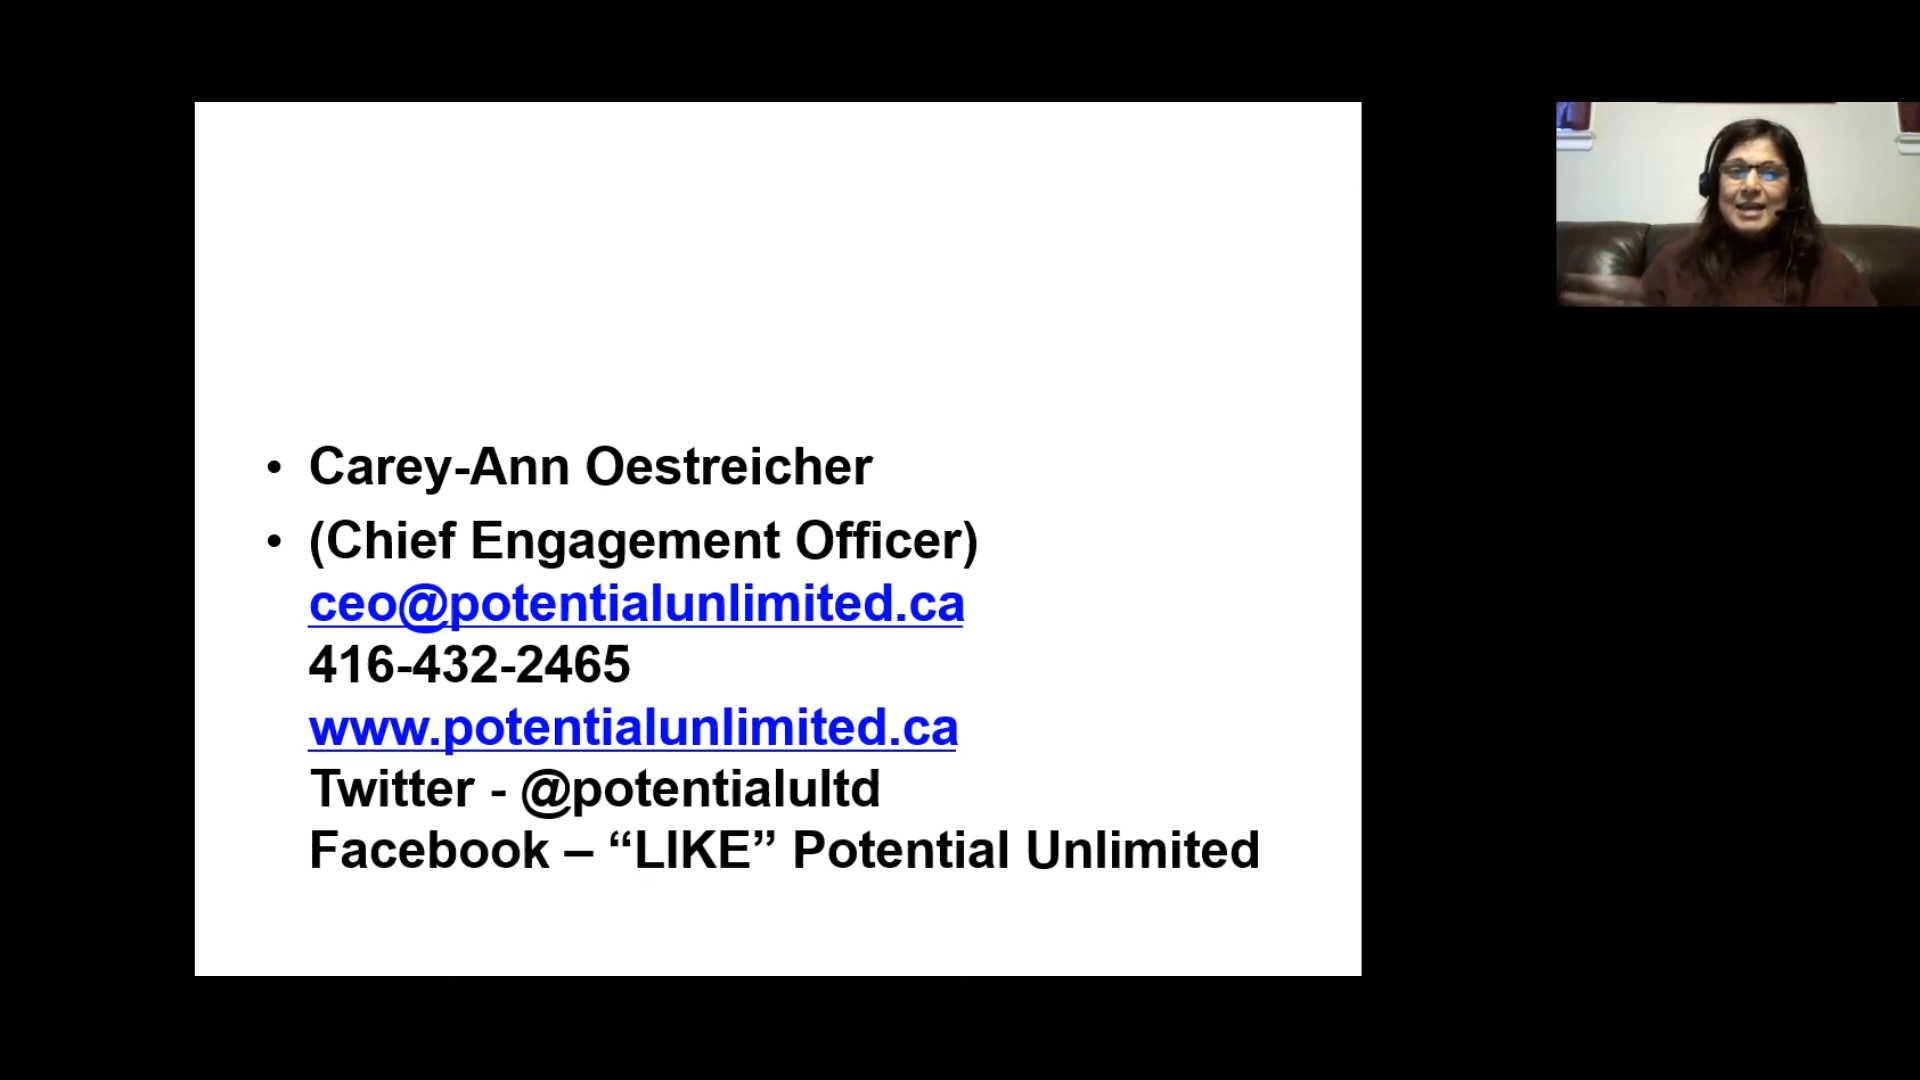 • Carey-Ann Oestreicher
• (Chief Engagement Officer)
ceo@potentialunlimited.ca
416-432-2465
www.potentialunlimited.ca
Twitter - @potentialultd
Facebook – “LIKE” Potential Unlimited